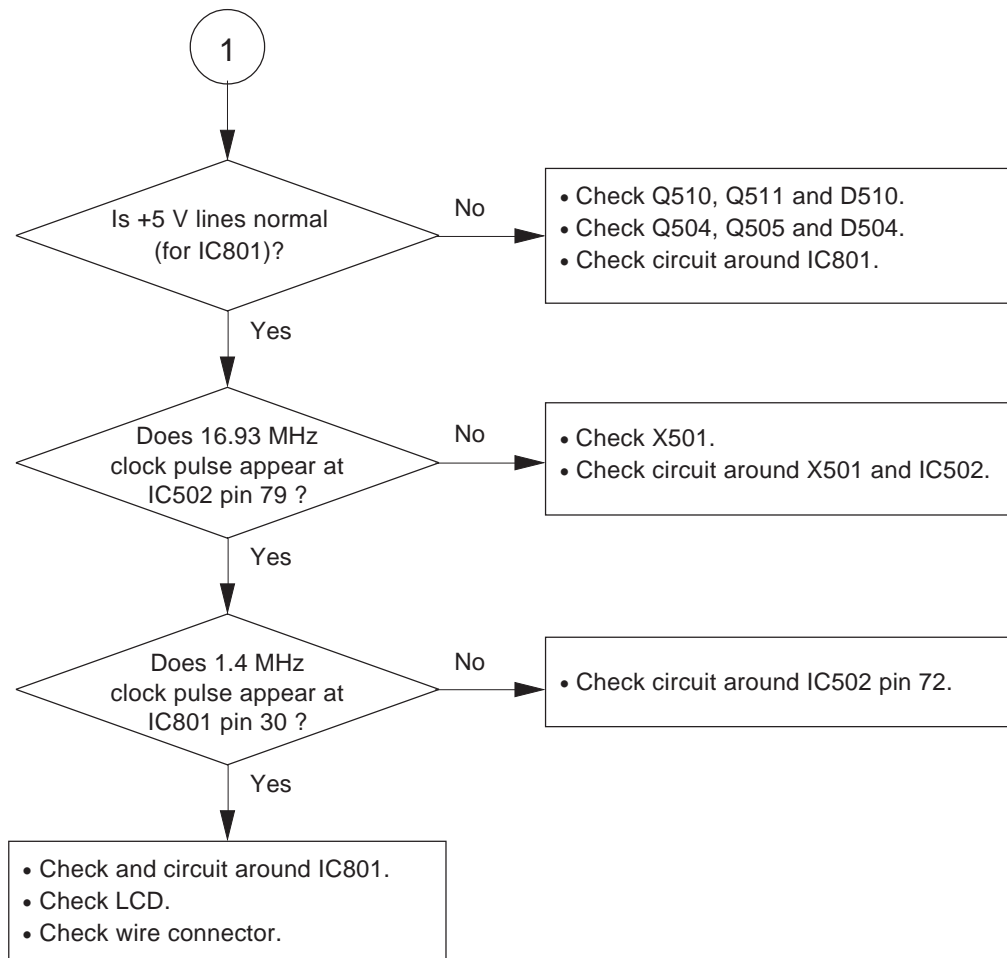 1
Is +5 V lines normal
(for IC801)?
No
• Check Q510, Q511 and D510.
• Check Q504, Q505 and D504.
• Check circuit around IC801.
Yes
Does 16.93 MHz
clock pulse appear at
IC502 pin 79 ?
No
• Check X501.
• Check circuit around X501 and IC502.
Yes
Does 1.4 MHz
clock pulse appear at
IC801 pin 30 ?
No
• Check circuit around IC502 pin 72.
Yes
• Check and circuit around IC801.
• Check LCD.
• Check wire connector.